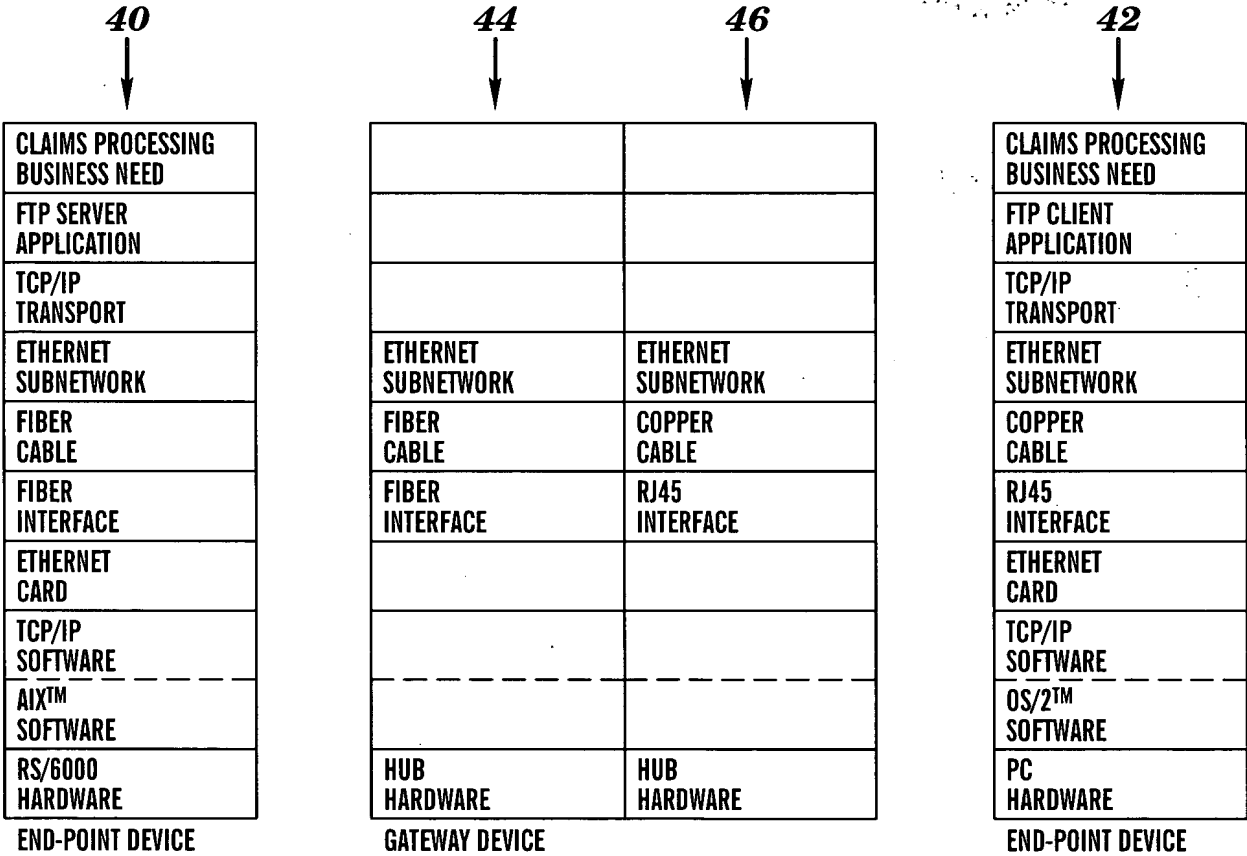 40
44
46
42
CLAIMS PROCESSING
BUSINESS NEED
FTP SERVER
APPLICATION
TCP/IP
TRANSPORT
ETHERNET
SUBNETWORK
FIBER
CABLE
FIBER
INTERFACE
ETHERNET
CARD
TCP/IP
SOFTWARE
AIX™
SOFTWARE
RS/6000
HARDWARE
END-POINT DEVICE
ETHERNET
SUBNETWORK
FIBER
CABLE
FIBER
INTERFACE
HUB
HARDWARE
ETHERNET
SUBNETWORK
COPPER
CABLE
RJ45
INTERFACE
HUB
HARDWARE
GATEWAY DEVICE
CLAIMS PROCESSING
BUSINESS NEED
FTP CLIENT
APPLICATION
TCP/IP
TRANSPORT
ETHERNET
SUBNETWORK
COPPER
CABLE
RJ45
INTERFACE
ETHERNET
CARD
TCP/IP
SOFTWARE
OS/2™
SOFTWARE
PC
HARDWARE
END-POINT DEVICE